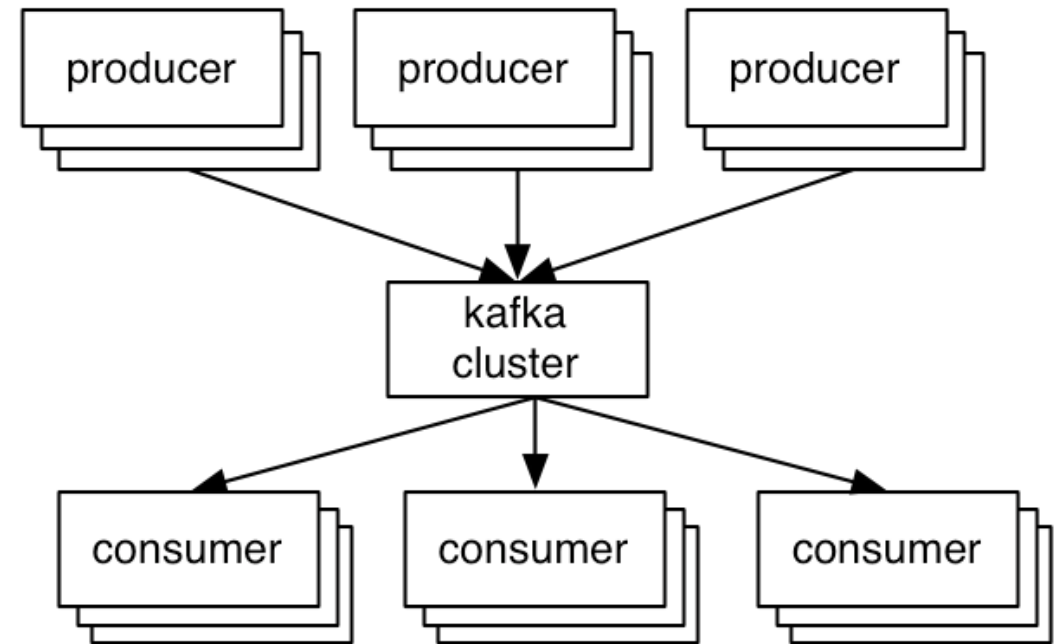 producer
producer
producer
kafka
cluster
consumer
consumer
consumer